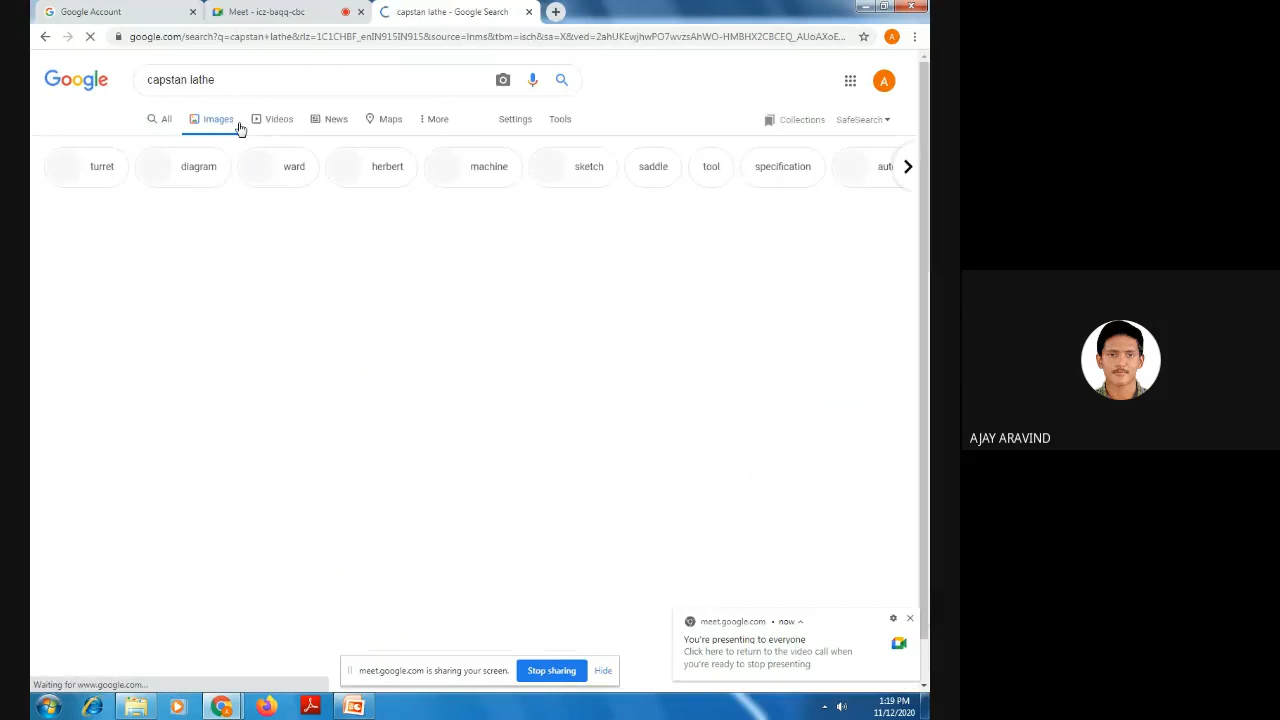 Google Account
Meet - icz-baqq-cbc
capstan lathe - Google Search
google.com/search?q=capstan+lathe&rlz=1C1CHBF_enIN915IN915&source=lnms&tbm=isch&sa=X&ved=2ahUKEwjhwPO7wvzsAhWO-HMBHX2CBCEQ_AUoAXoE...
A
Google
capstan lathe
A
All
Images
Videos
News
Maps
More
Settings
Tools
Collections
SafeSearch
turret
diagram
ward
herbert
machine
sketch
saddle
tool
specification
AJAY ARAVIND
meet.google.com • now
You're presenting to everyone
Click here to return to the video call when
you're ready to stop presenting
meet.google.com is sharing your screen.
Stop sharing
Hide
Waiting for www.google.com...
1:19 PM
11/12/2020